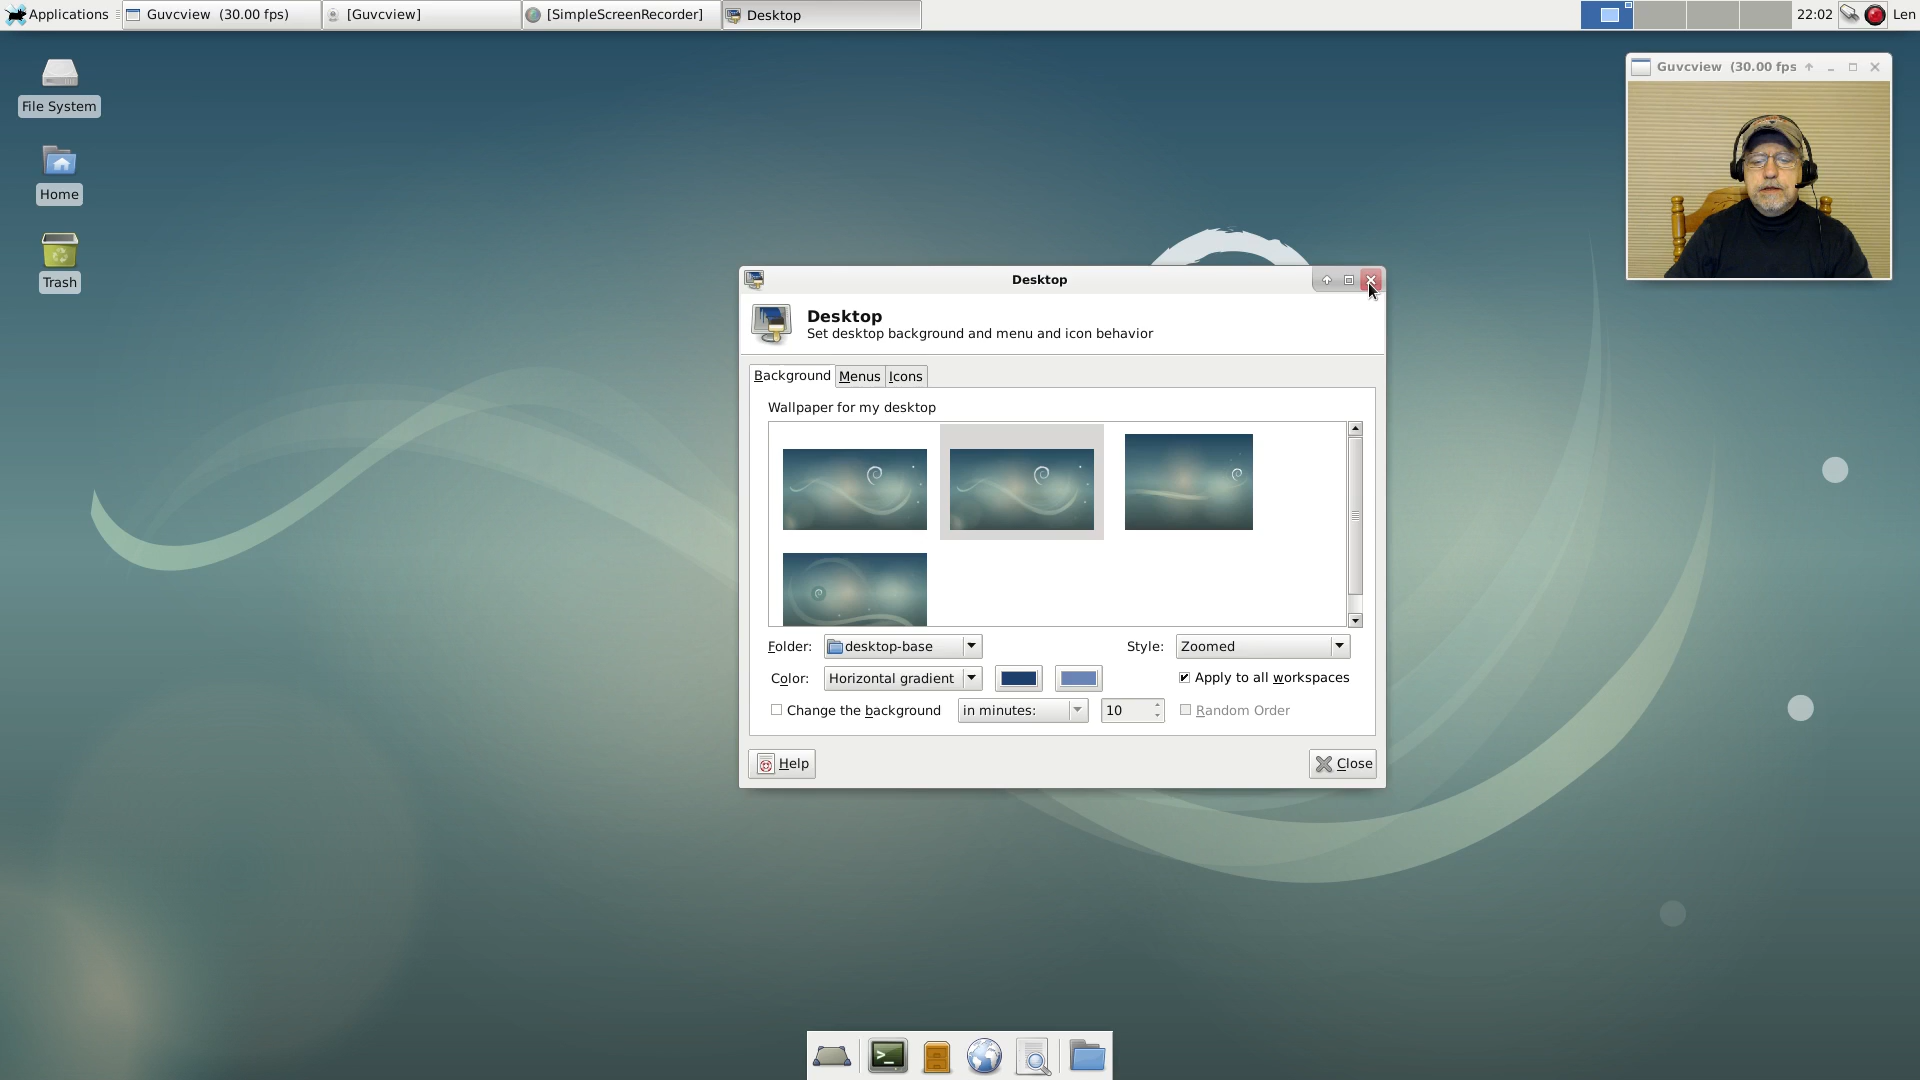 Applications
Guvcview (30.00 fps)
[Guvcview]
[SimpleScreenRecorder]
Desktop
22:02
Len
File System
Home
Trash
Guvcview (30.00 fps
Desktop
Desktop
Set desktop background and menu and icon behavior
Background Menus Icons
Wallpaper for my desktop
Folder: desktop-base Style: Zoomed
Color: Horizontal gradient Apply to all workspaces
Change the background in minutes: 10 Random Order
Help Close